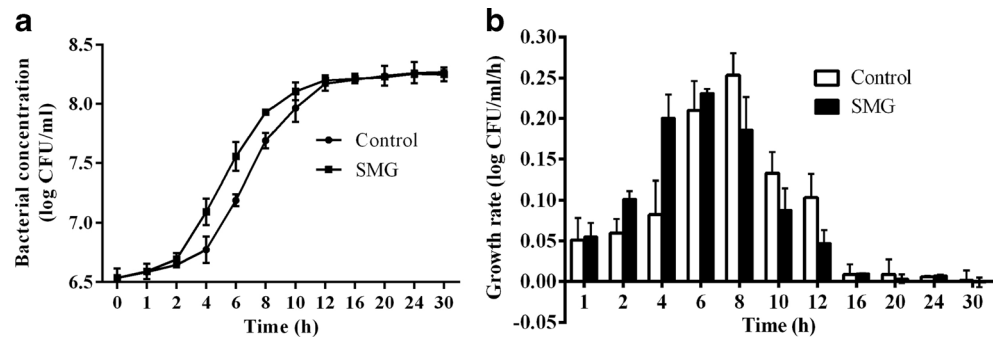 a
Bacterial concentration
(log CFU/ml)
8.5
8.0
7.5
7.0
6.5
Control
SMG
0 1 2 4 6 8 10 12 16 20 24 30
Time (h)
b
Growth rate (log CFU/ml/h)
0.30
0.25
0.20
0.15
0.10
0.05
0.00
-0.05
Control
SMG
1 2 4 6 8 10 12 16 20 24 30
Time (h)